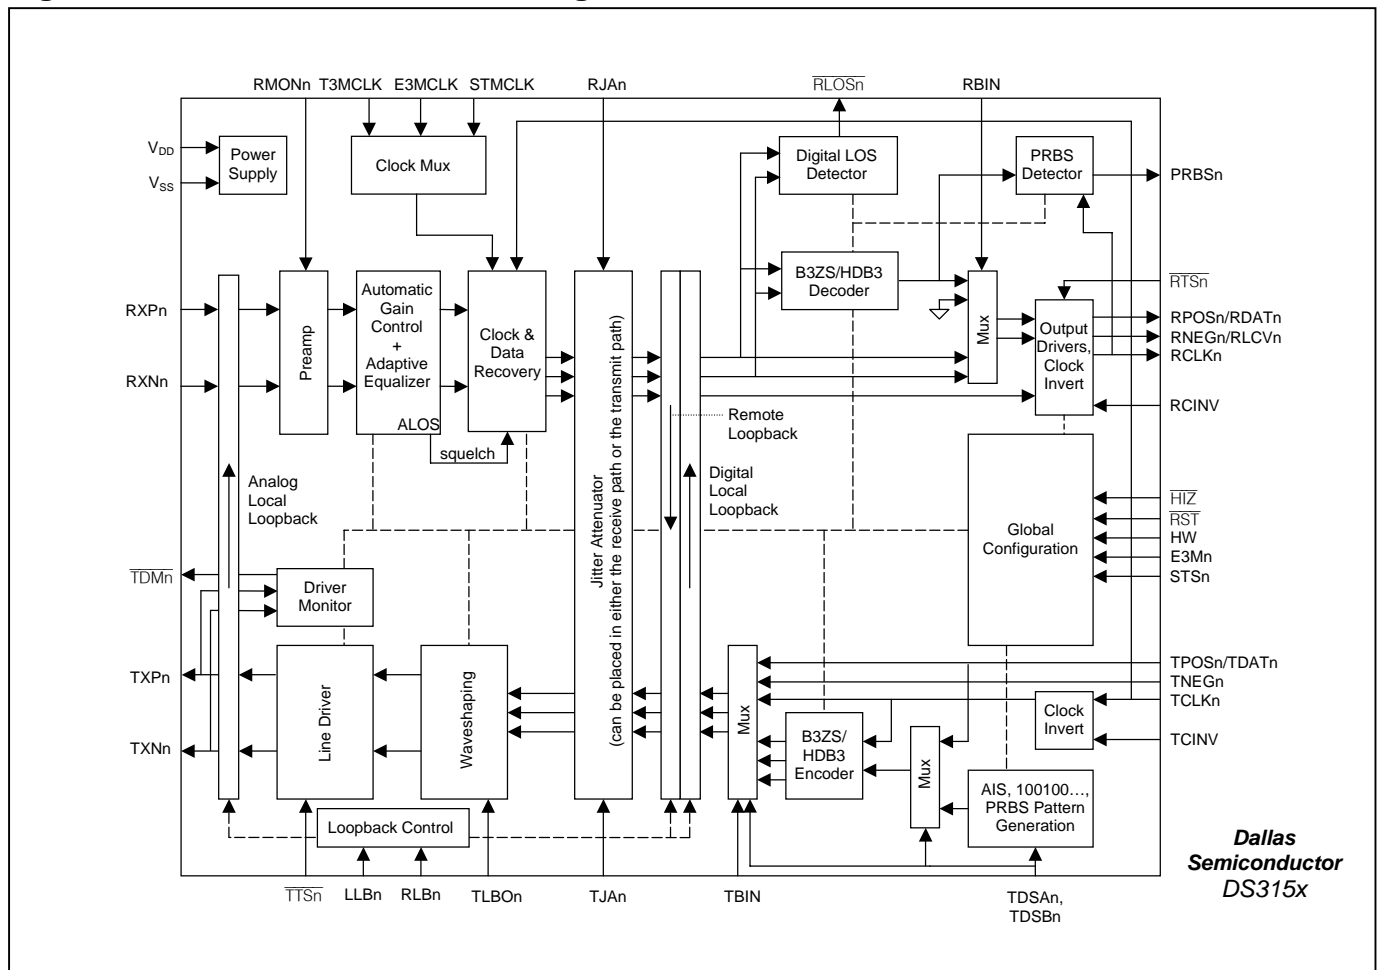 RMONn T3MCLK E3MCLK STMCLK RJAn RLOSn RBIN
VDD
VSS
Power
Supply
Clock Mux
Digital LOS
Detector
PRBS
Detector
PRBSn
RXPn
RXNn
Preamp
Automatic
Gain
Control
+
Adaptive
Equalizer
ALOS
squelch
Clock &
Data
Recovery
Jitter Attenuator
(can be placed in either the receive path or the transmit path)
B3ZS/HDB3
Decoder
Mux
Output
Drivers,
Clock
Invert
RTSn
RPOSn/RDATn
RNEGn/RLCVn
RCLKn
RCINV
Remote
Loopback
Analog
Local
Loopback
Digital
Local
Loopback
Global
Configuration
HIZ
RST
HW
E3Mn
STSn
TDMn
Driver
Monitor
TXPn
TXNn
Line Driver
Waveshaping
Mux
B3ZS/
HDB3
Encoder
Mux
Clock
Invert
TPOSn/TDATn
TNEGn
TCLKn
TCINV
AIS, 100100...,
PRBS Pattern
Generation
Loopback Control
TTSn LLBn RLBn TLBOn TJAn TBIN TDSAn,
TDSBn
Dallas
Semiconductor
DS315x